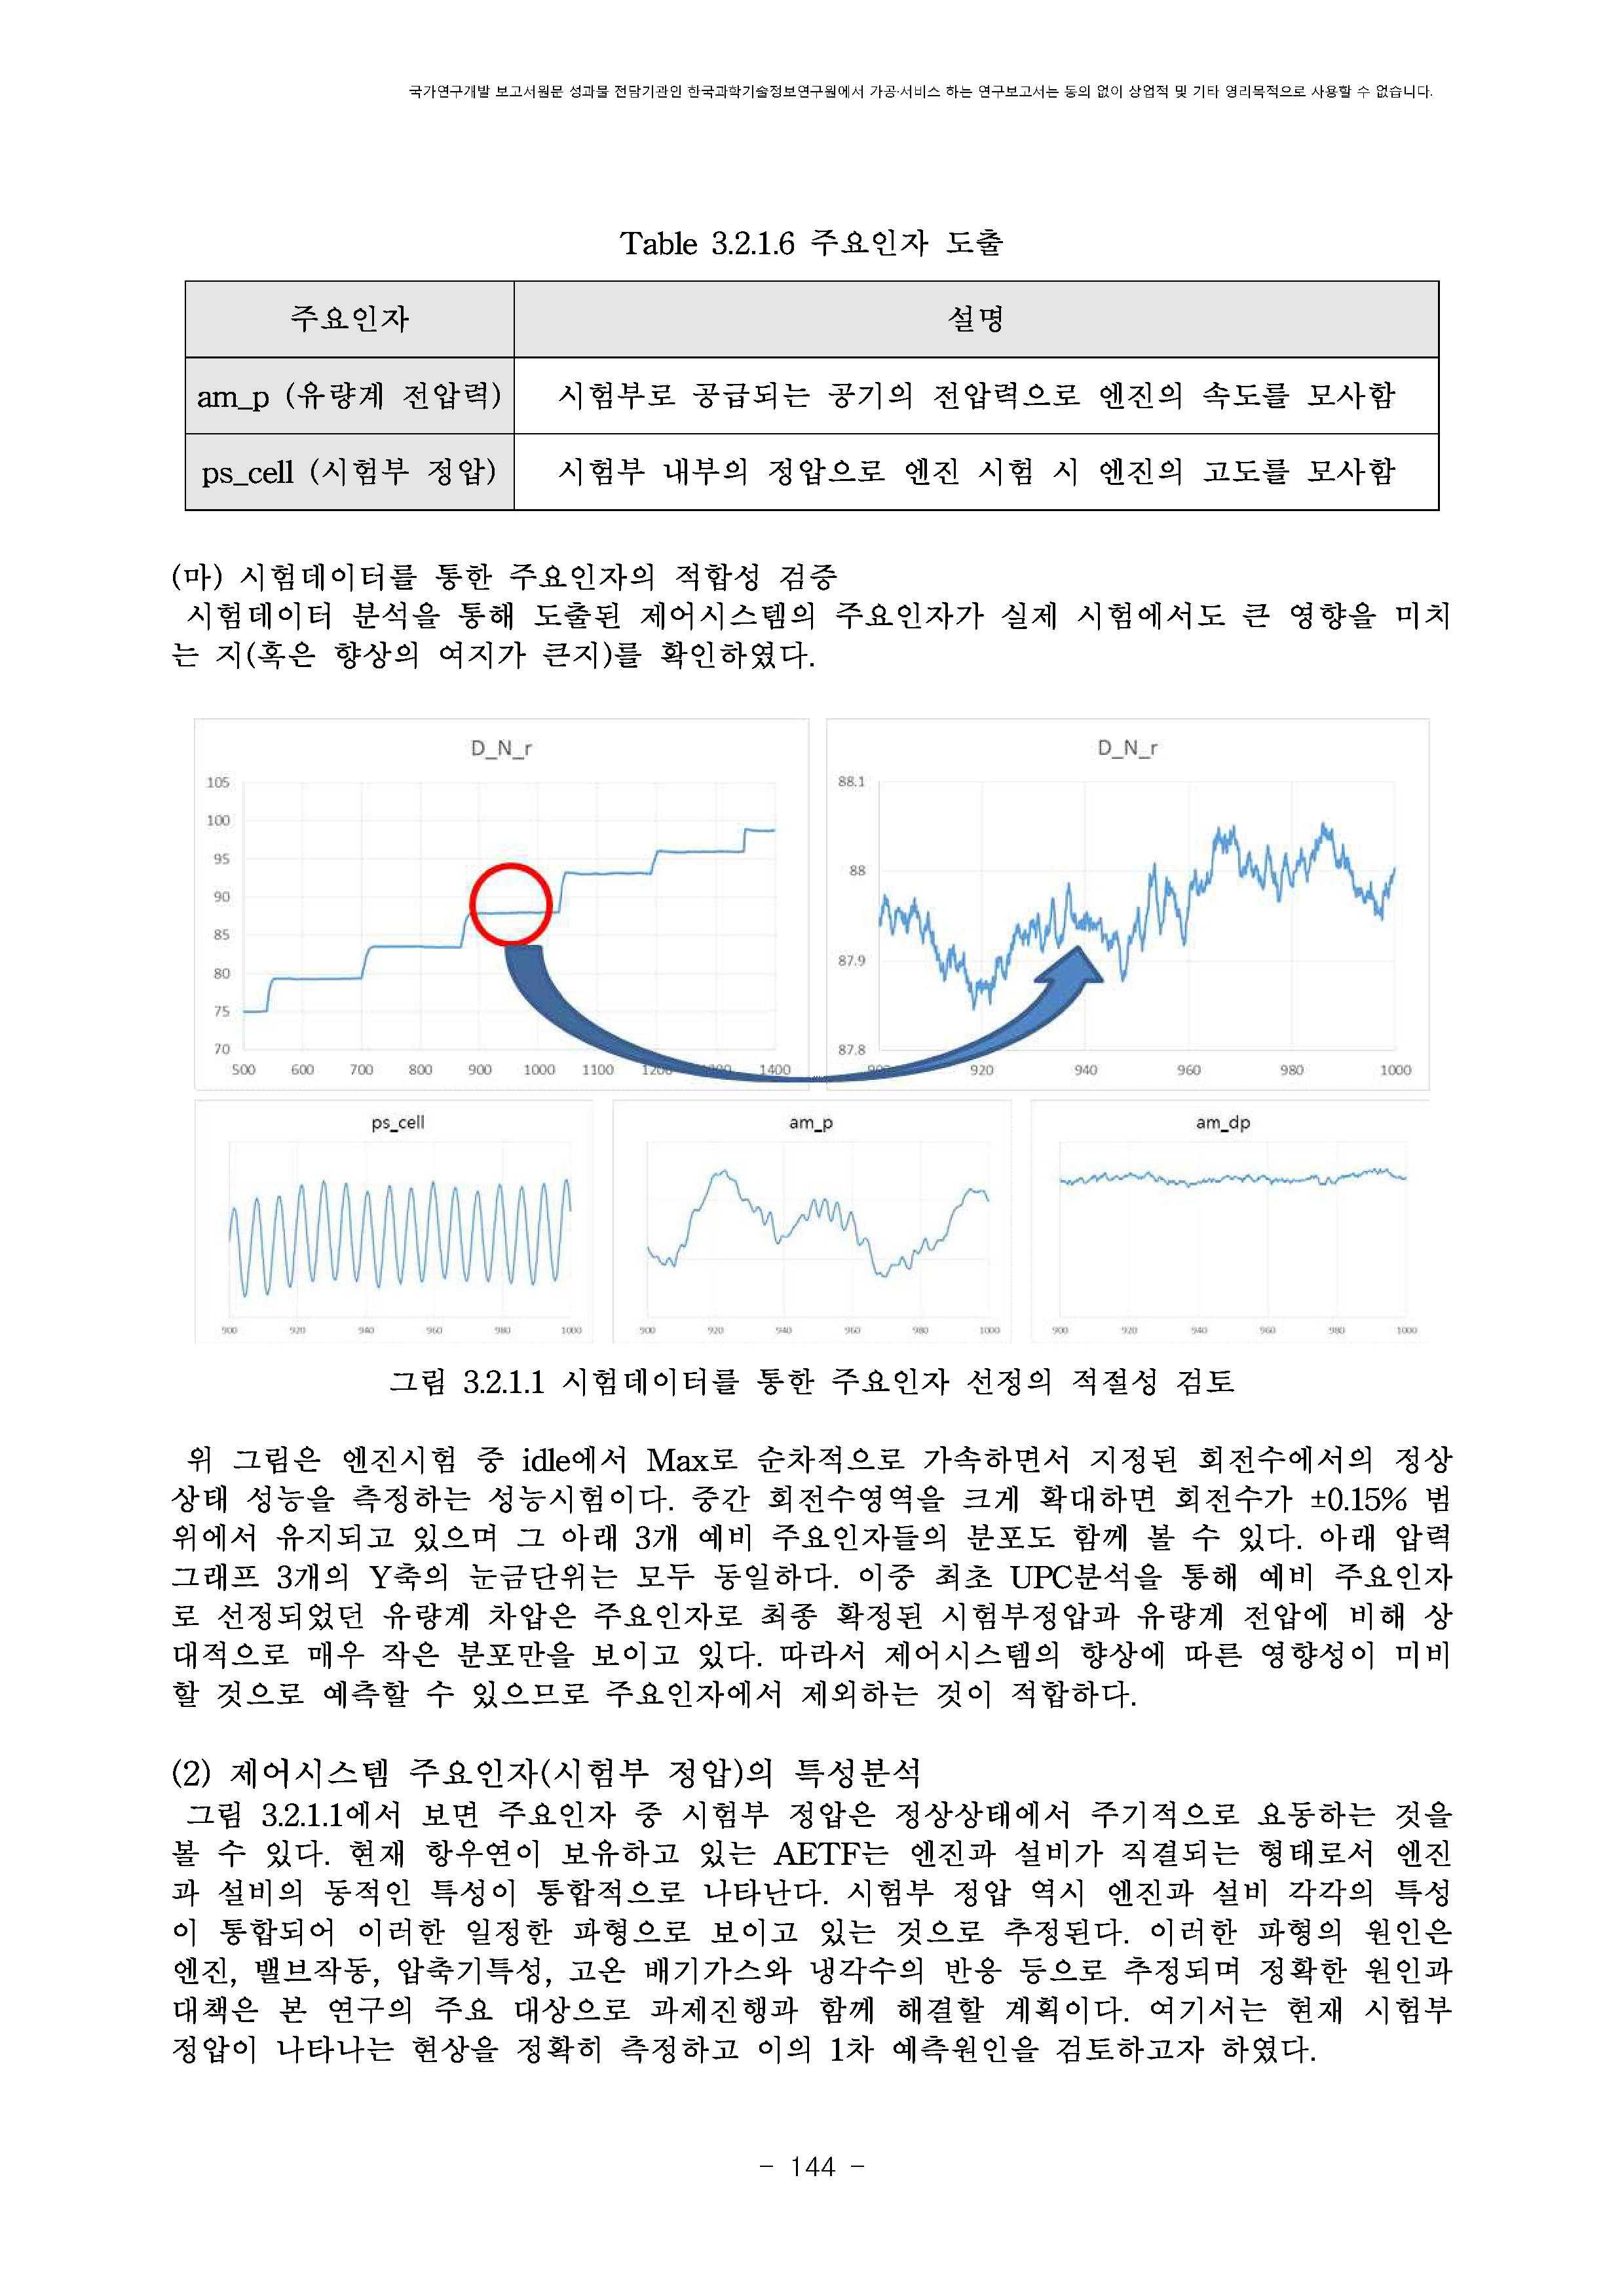 국가연구개발 보고서원문 성과물 전담기관인 한국과학기술정보연구원에서 가공·서비스 하는 연구보고서는 동의 없이 상업적 및 기타 영리목적으로 사용할 수 없습니다.
Table 3.2.1.6 주요인자 도출
주요인자 설명
am_p (유량계 전압력) 시험부로 공급되는 공기의 전압력으로 엔진의 속도를 모사함
ps_cell (시험부 정압) 시험부 내부의 정압으로 엔진 시험 시 엔진의 고도를 모사함
(마) 시험데이터를 통한 주요인자의 적합성 검증
시험데이터 분석을 통해 도출된 제어시스템의 주요인자가 실제 시험에서도 큰 영향을 미치
는 지(혹은 향상의 여지가 큰지)를 확인하였다.
D_N_r
105
100
95
90
85
80
75
70
500 600 700 800 900 1000 1100 1200 1300 1400
D_N_r
88.1
88
87.9
87.8
900 920 940 960 980 1000
ps_cell
900 920 940 960 980 1000
am_p
900 920 940 960 980 1000
am_dp
900 920 940 960 980 1000
그림 3.2.1.1 시험데이터를 통한 주요인자 선정의 적절성 검토
위 그림은 엔진시험 중 idle에서 Max로 순차적으로 가속하면서 지정된 회전수에서의 정상
상태 성능을 측정하는 성능시험이다. 중간 회전수영역을 크게 확대하면 회전수가 ±0.15% 범
위에서 유지되고 있으며 그 아래 3개 예비 주요인자들의 분포도 함께 볼 수 있다. 아래 압력
그래프 3개의 Y축의 눈금단위는 모두 동일하다. 이중 최초 UPC분석을 통해 예비 주요인자
로 선정되었던 유량계 차압은 주요인자로 최종 확정된 시험부정압과 유량계 전압에 비해 상
대적으로 매우 작은 분포만을 보이고 있다. 따라서 제어시스템의 향상에 따른 영향성이 미비
할 것으로 예측할 수 있으므로 주요인자에서 제외하는 것이 적합하다.
(2) 제어시스템 주요인자(시험부 정압)의 특성분석
그림 3.2.1.1에서 보면 주요인자 중 시험부 정압은 정상상태에서 주기적으로 요동하는 것을
볼 수 있다. 현재 항우연이 보유하고 있는 AETF는 엔진과 설비가 직결되는 형태로서 엔진
과 설비의 동적인 특성이 통합적으로 나타난다. 시험부 정압 역시 엔진과 설비 각각의 특성
이 통합되어 이러한 일정한 파형으로 보이고 있는 것으로 추정된다. 이러한 파형의 원인은
엔진, 밸브작동, 압축기특성, 고온 배기가스와 냉각수의 반응 등으로 추정되며 정확한 원인과
대책은 본 연구의 주요 대상으로 과제진행과 함께 해결할 계획이다. 여기서는 현재 시험부
정압이 나타나는 현상을 정확히 측정하고 이의 1차 예측원인을 검토하고자 하였다.
- 144 -